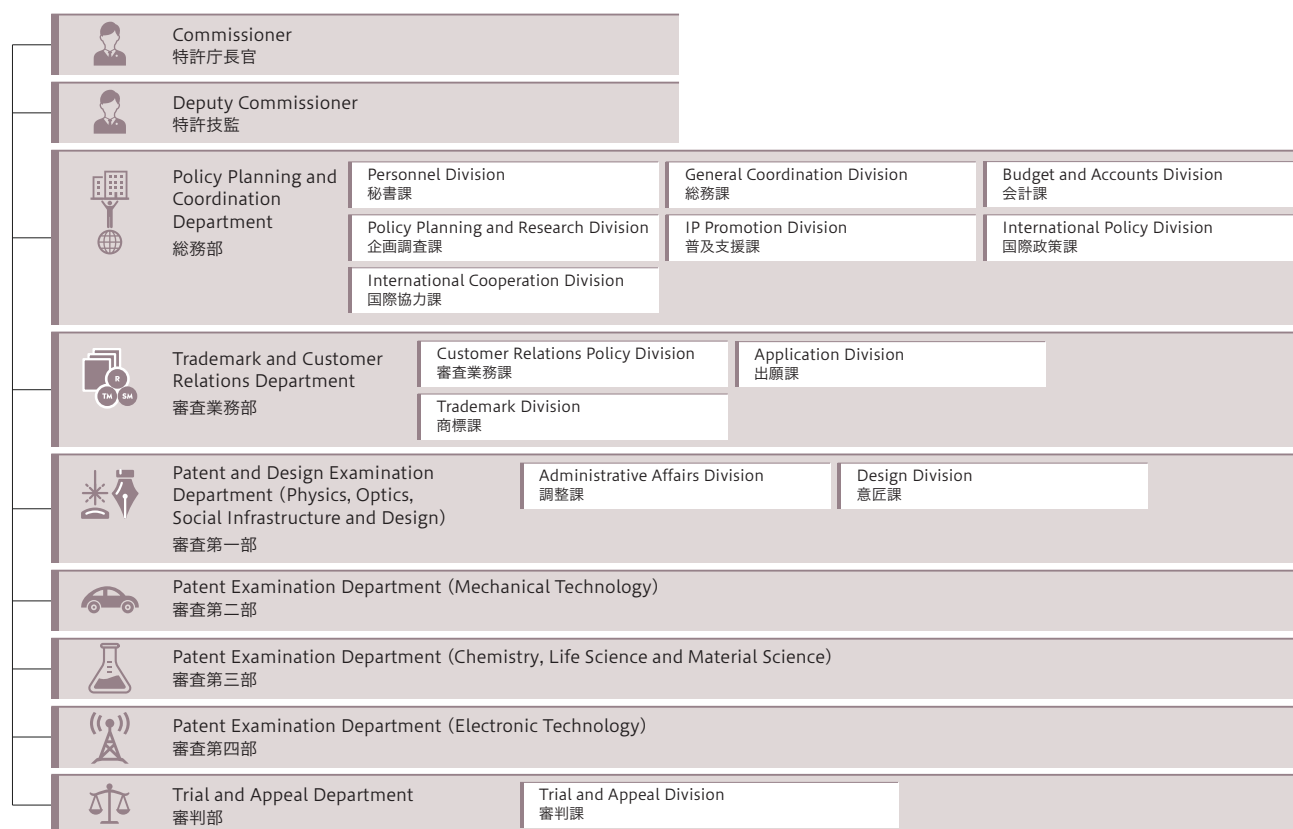 Commissioner
特許庁長官
Deputy Commissioner
特許技監
Policy Planning and
Coordination
Department
総務部
Personnel Division
秘書課
General Coordination Division
総務課
Budget and Accounts Division
会計課
Policy Planning and Research Division
企画調査課
IP Promotion Division
普及支援課
International Policy Division
国際政策課
International Cooperation Division
国際協力課
R
TM SM
Trademark and Customer
Relations Department
審査業務部
Customer Relations Policy Division
審査業務課
Application Division
出願課
Trademark Division
商標課
Patent and Design Examination
Department (Physics, Optics,
Social Infrastructure and Design)
審査第一部
Administrative Affairs Division
調整課
Design Division
意匠課
Patent Examination Department (Mechanical Technology)
審査第二部
Patent Examination Department (Chemistry, Life Science and Material Science)
審査第三部
Patent Examination Department (Electronic Technology)
審査第四部
Trial and Appeal Department
審判部
Trial and Appeal Division
審判課